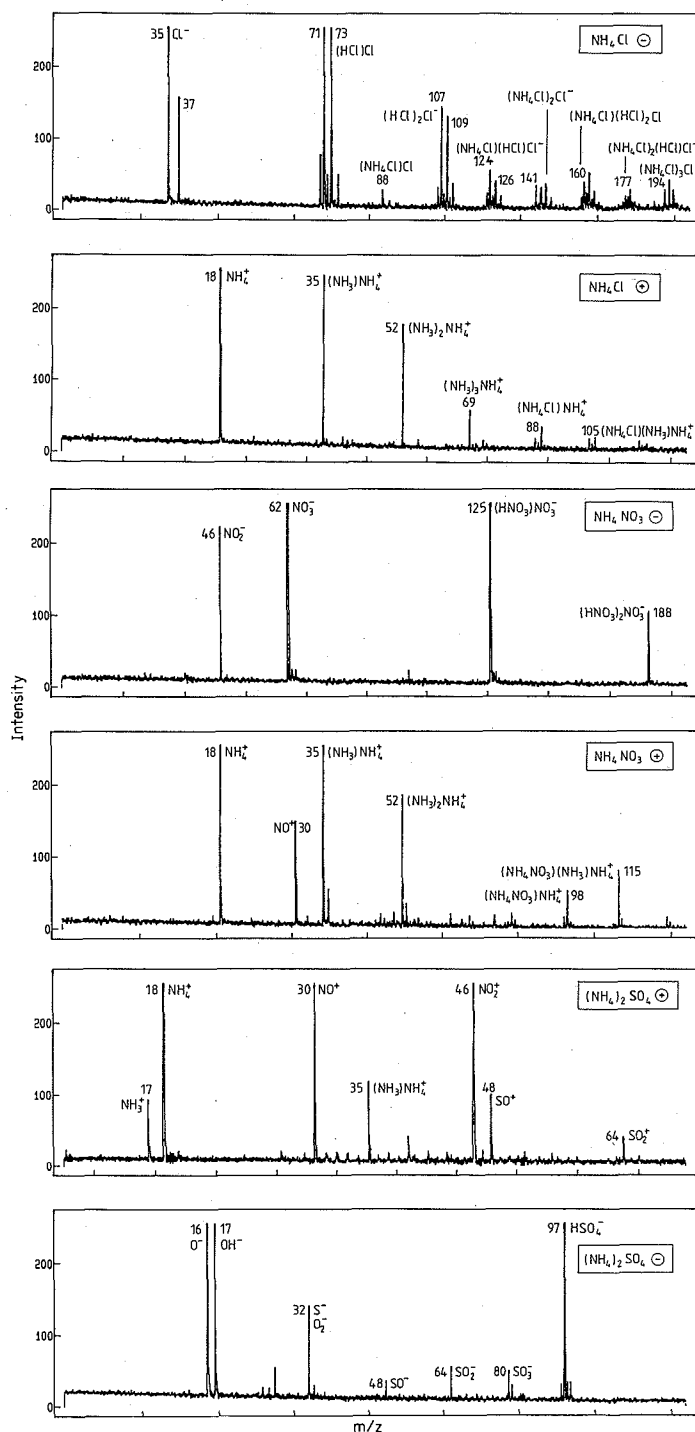 Intensity
NH₄Cl ⊖
200
100
0
35 Cl⁻
37
71 73
(HCl)Cl
(NH₄Cl)Cl
88
(HCl)₂Cl⁻
107
109
(NH₄Cl)(HCl)Cl⁻
124
126
(NH₄Cl)₂Cl⁻
141
(NH₄Cl)(HCl)₂Cl
160
(NH₄Cl)₂(HCl)Cl⁻
177
(NH₄Cl)₃Cl
194
NH₄Cl ⊕
200
100
0
18 NH₄⁺
35 (NH₃)NH₄⁺
52 (NH₃)₂NH₄⁺
(NH₃)₃NH₄⁺
69
(NH₄Cl)NH₄⁺
88
105 (NH₄Cl)(NH₃)NH₄⁺
NH₄NO₃ ⊖
200
100
0
46 NO₂⁻
62 NO₃⁻
125 (HNO₃)NO₃⁻
(HNO₃)₂NO₃⁻ 188
NH₄NO₃ ⊕
200
100
0
18 NH₄⁺
NO⁺ 30
35 (NH₃)NH₄⁺
52 (NH₃)₂NH₄⁺
(NH₄NO₃)(NH₃)NH₄⁺ 115
(NH₄NO₃)NH₄⁺ 98
(NH₄)₂SO₄ ⊕
200
100
0
17
NH₃⁺
18 NH₄⁺
30 NO⁺
35 (NH₃)NH₄⁺
46 NO₂⁺
48
SO⁺
64 SO₂⁺
(NH₄)₂SO₄ ⊖
200
100
0
16 17
O⁻ OH⁻
32 S⁻
O₂⁻
48 SO⁻
64 SO₂⁻
80 SO₃⁻
97 HSO₄⁻
m/z